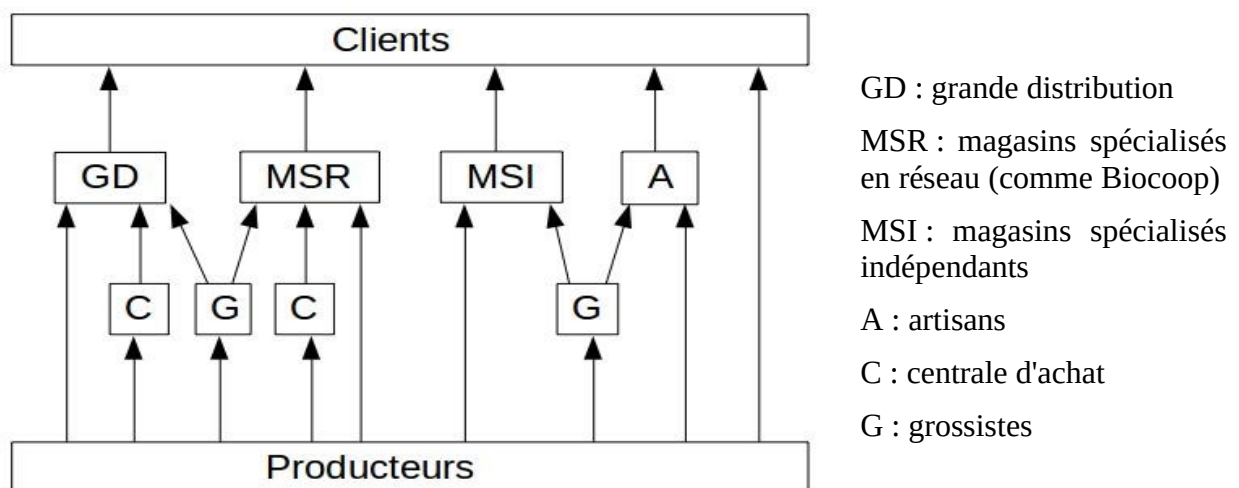 Clients
GD MSR MSI A
C G C G
Producteurs
GD : grande distribution
MSR : magasins spécialisés
en réseau (comme Biocoop)
MSI : magasins spécialisés
indépendants
A : artisans
C : centrale d'achat
G : grossistes